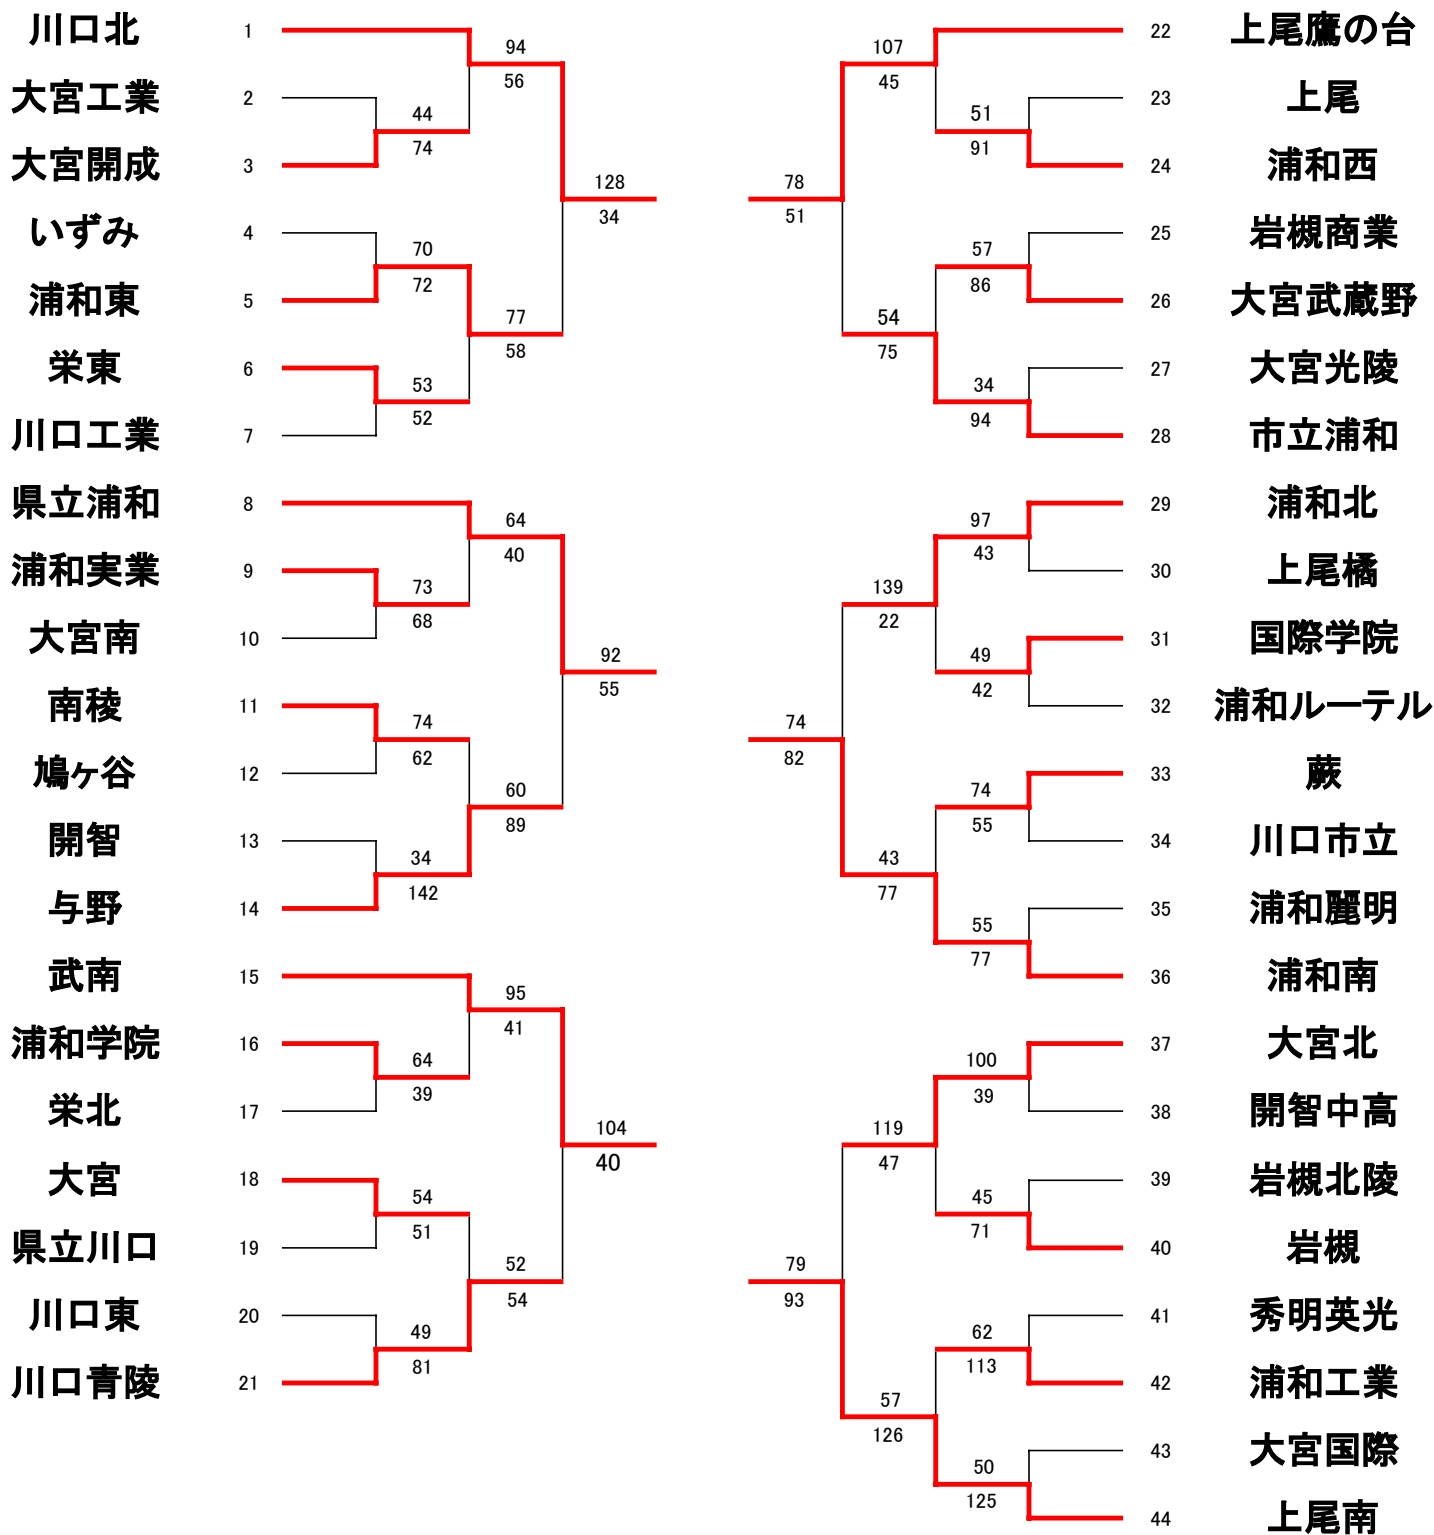 川口北 1
94
56
大宮工業 2
44
74
大宮開成 3
128
34
いずみ 4
70
72
浦和東 5
77
58
栄東 6
53
52
川口工業 7
県立浦和 8
64
40
浦和実業 9
73
68
大宮南 10
92
55
南稜 11
74
62
鳩ヶ谷 12
60
89
開智 13
34
142
与野 14
武南 15
95
41
浦和学院 16
64
39
栄北 17
104
40
大宮 18
54
51
県立川口 19
52
54
川口東 20
49
81
川口青陵 21
22 上尾鷹の台
107
45
23 上尾
51
91
24 浦和西
78
51
25 岩槻商業
57
86
26 大宮武蔵野
54
75
27 大宮光陵
34
94
28 市立浦和
29 浦和北
97
43
30 上尾橘
139
22
31 国際学院
49
42
32 浦和ルーテル
74
82
33 蕨
74
55
34 川口市立
43
77
35 浦和麗明
55
77
36 浦和南
37 大宮北
100
39
38 開智中高
119
47
39 岩槻北陵
45
71
40 岩槻
79
93
41 秀明英光
62
113
42 浦和工業
57
126
43 大宮国際
50
125
44 上尾南